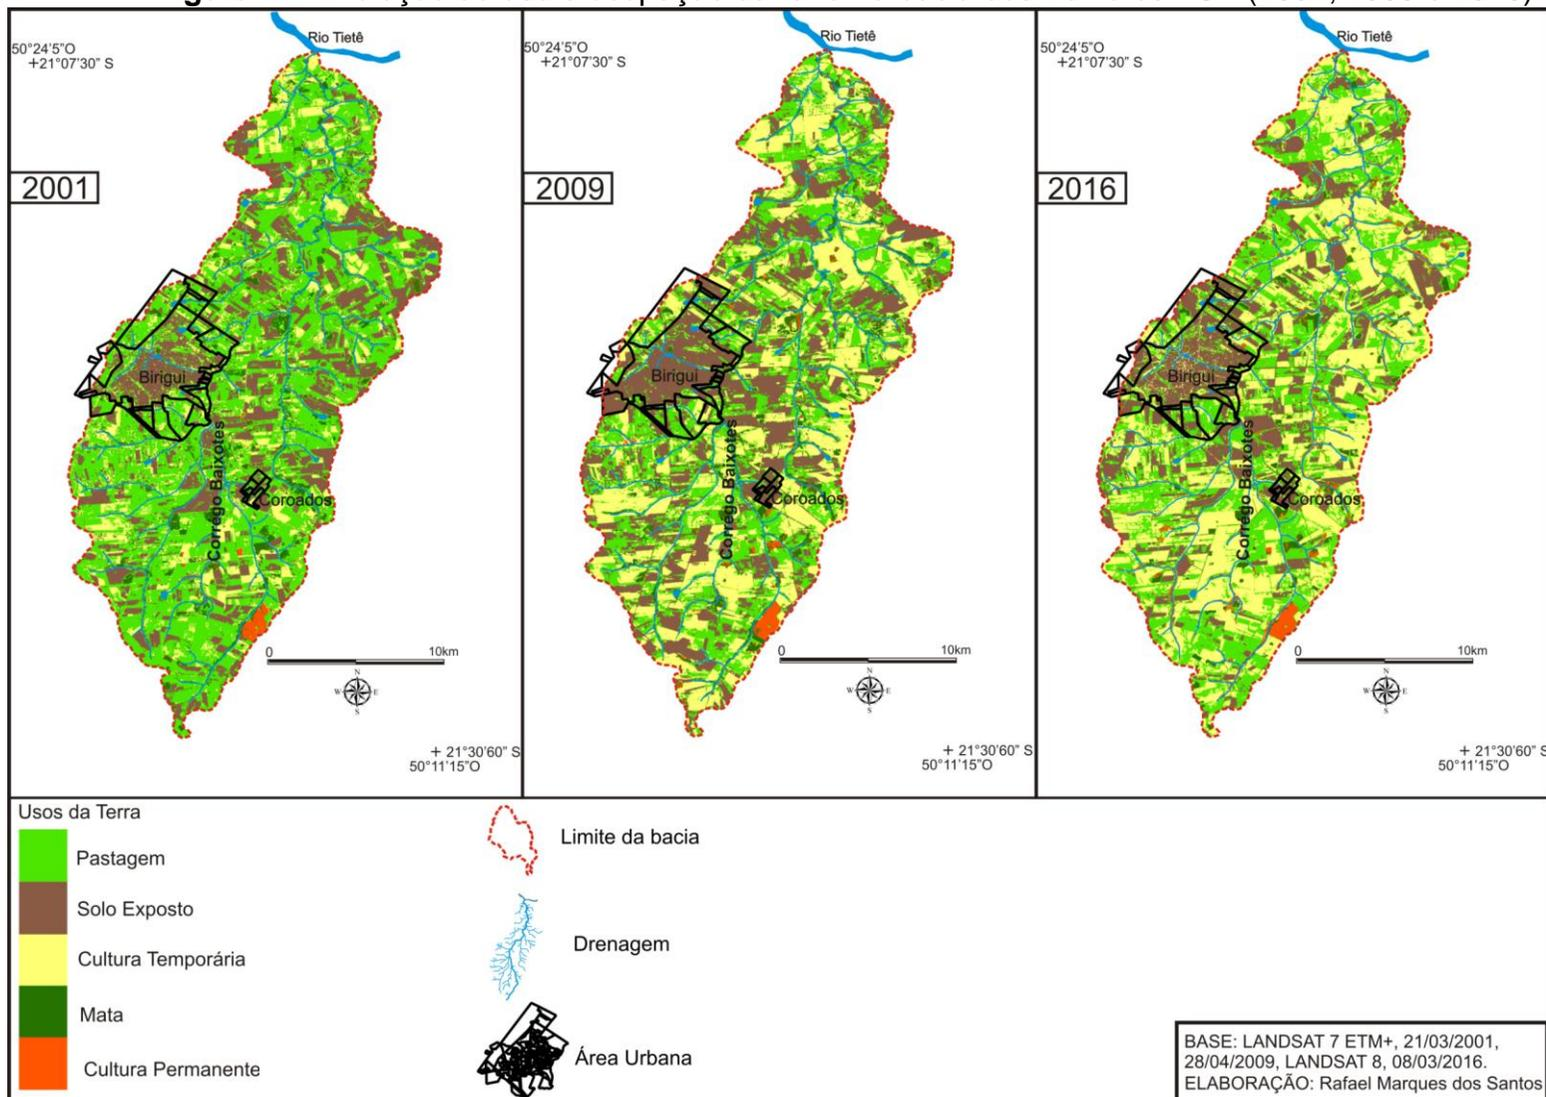 Rio Tietê
50°24'5"O
+21°07'30" S
2001
Birigui
Corrego Baixotes
Coroados
0 10km
N
W E
S
+ 21°30'60" S
50°11'15"O
Rio Tietê
50°24'5"O
+21°07'30" S
2009
Birigui
Corrego Baixotes
Coroados
0 10km
N
W E
S
+ 21°30'60" S
50°11'15"O
Rio Tietê
50°24'5"O
+21°07'30" S
2016
Birigui
Corrego Baixotes
Coroados
0 10km
N
W E
S
+ 21°30'60" S
50°11'15"O
Usos da Terra
Pastagem
Solo Exposto
Cultura Temporária
Mata
Cultura Permanente
Limite da bacia
Drenagem
Área Urbana
BASE: LANDSAT 7 ETM+, 21/03/2001,
28/04/2009, LANDSAT 8, 08/03/2016.
ELABORAÇÃO: Rafael Marques dos Santos